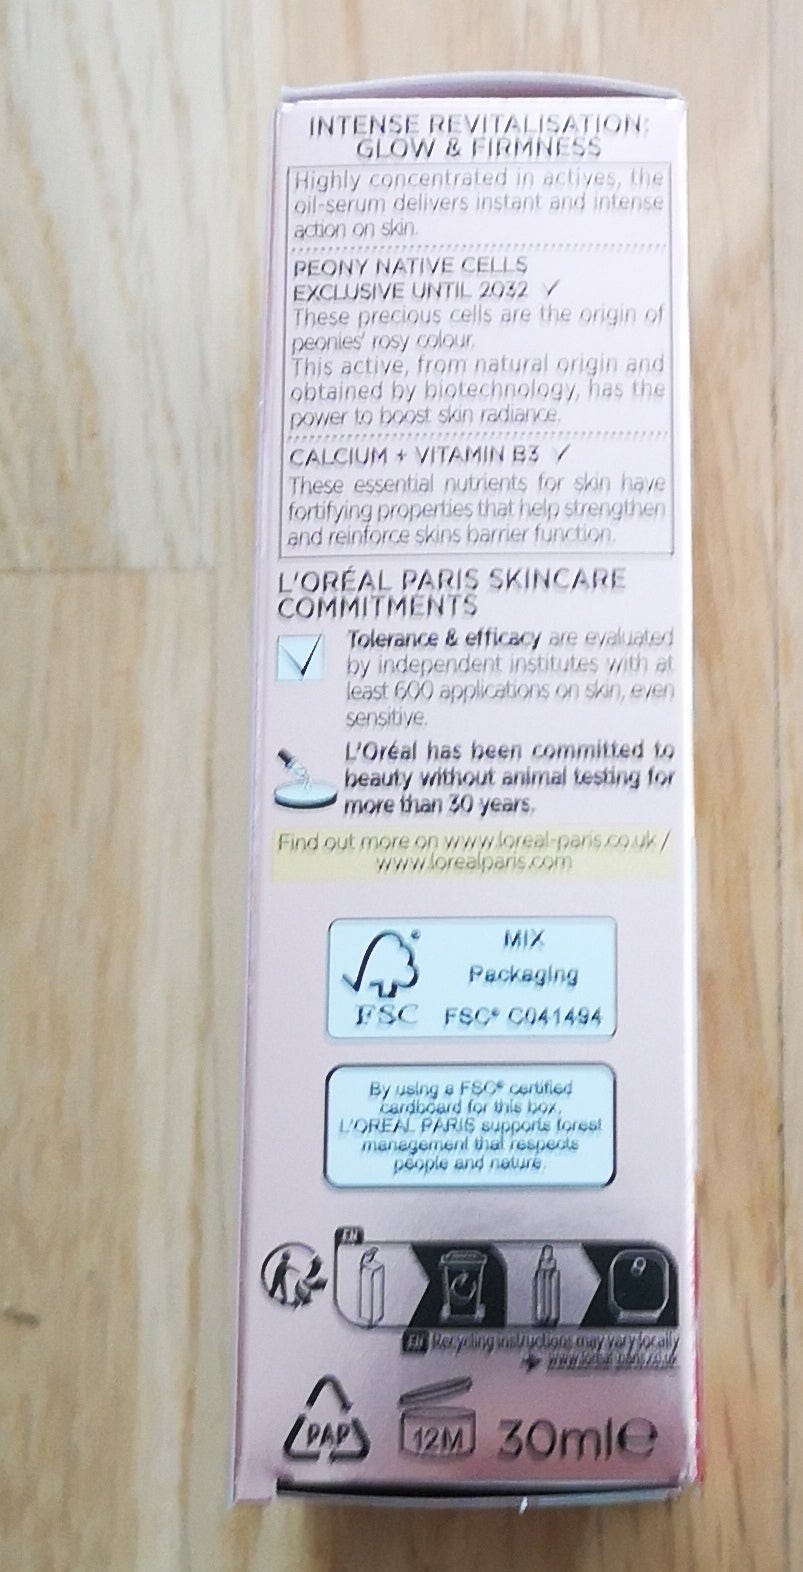 INTENSE REVITALISATION:
GLOW & FIRMNESS
Highly concentrated in actives, the
oil-serum delivers instant and intense
action on skin.
PEONY NATIVE CELLS
EXCLUSIVE UNTIL 2032 ✓
These precious cells are the origin of
peonies' rosy colour.
This active, from natural origin and
obtained by biotechnology, has the
power to boost skin radiance.
CALCIUM + VITAMIN B3 ✓
These essential nutrients for skin have
fortifying properties that help strengthen
and reinforce skins barrier function.
L'ORÉAL PARIS SKINCARE
COMMITMENTS
Tolerance & efficacy are evaluated
by independent institutes with at
least 600 applications on skin, even
sensitive.
L'Oréal has been committed to
beauty without animal testing for
more than 30 years.
Find out more on www.loreal-paris.co.uk /
www.lorealparis.com
MIX
Packaging
FSC
FSC® C041494
By using a FSC® certified
cardboard for this box,
L'OREAL PARIS supports forest
management that respects
people and nature.
EN
EN Recycling instructions may vary locally
www.loreal-paris.co.uk
PAP
12M
30ml e